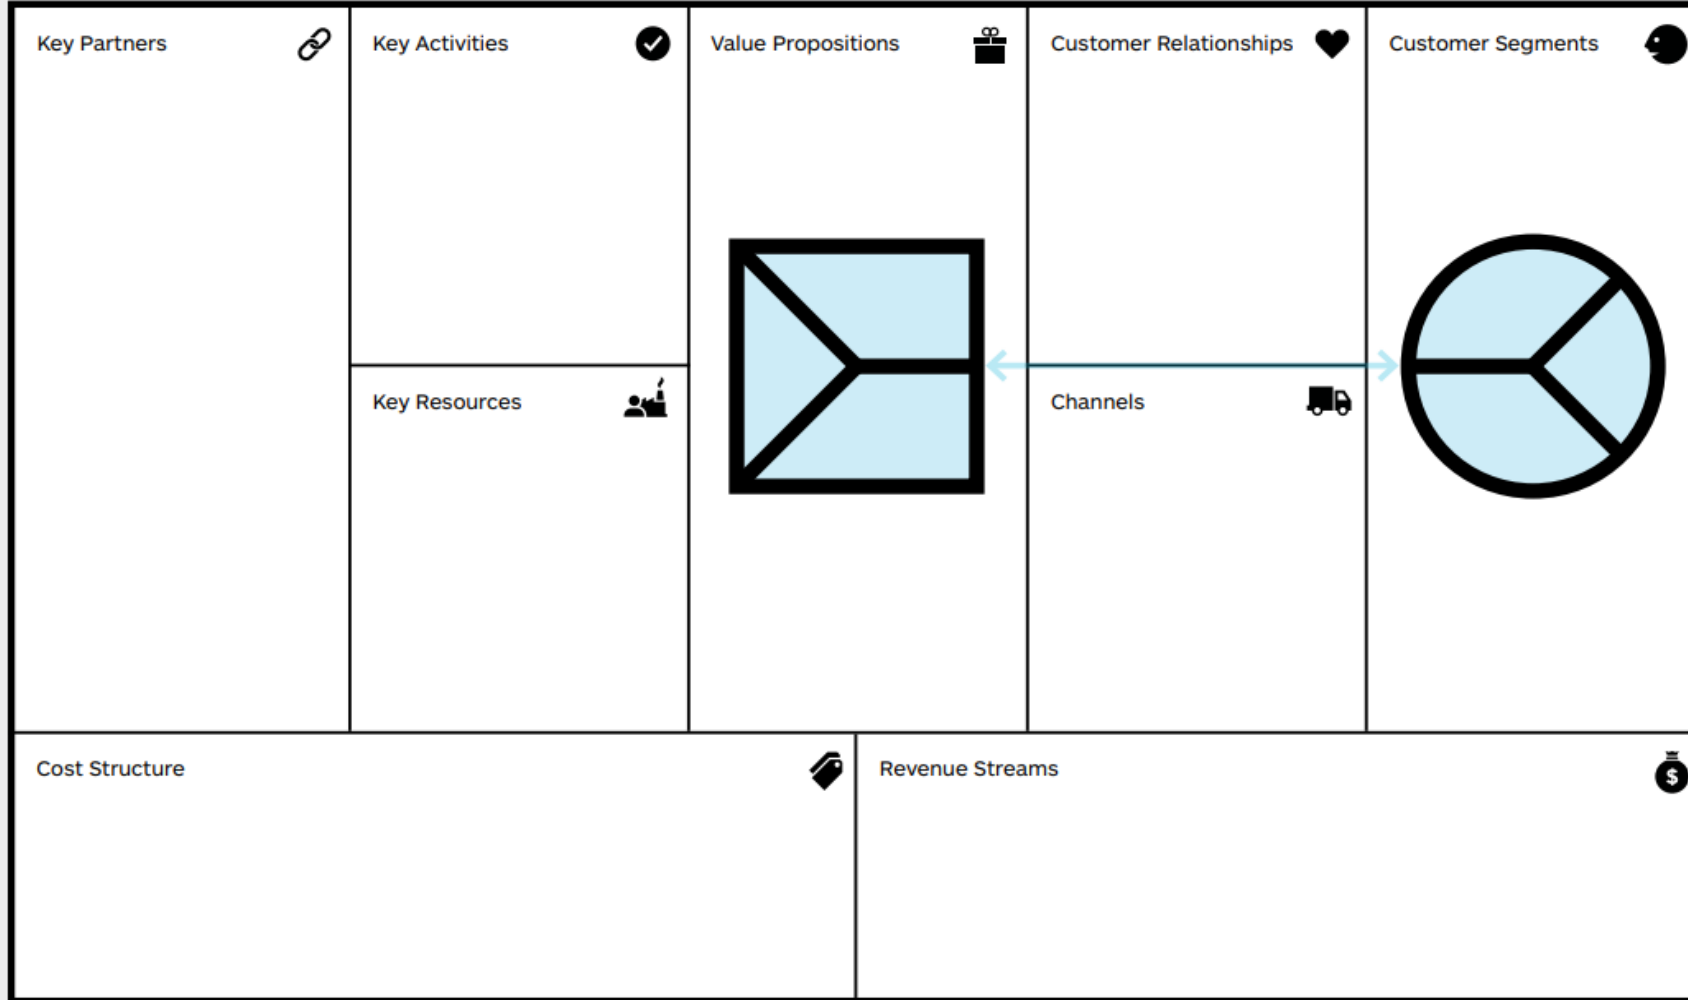 Key Partners
Key Activities
Value Propositions
Customer Relationships
Customer Segments
Key Resources
Channels
Cost Structure
Revenue Streams
$